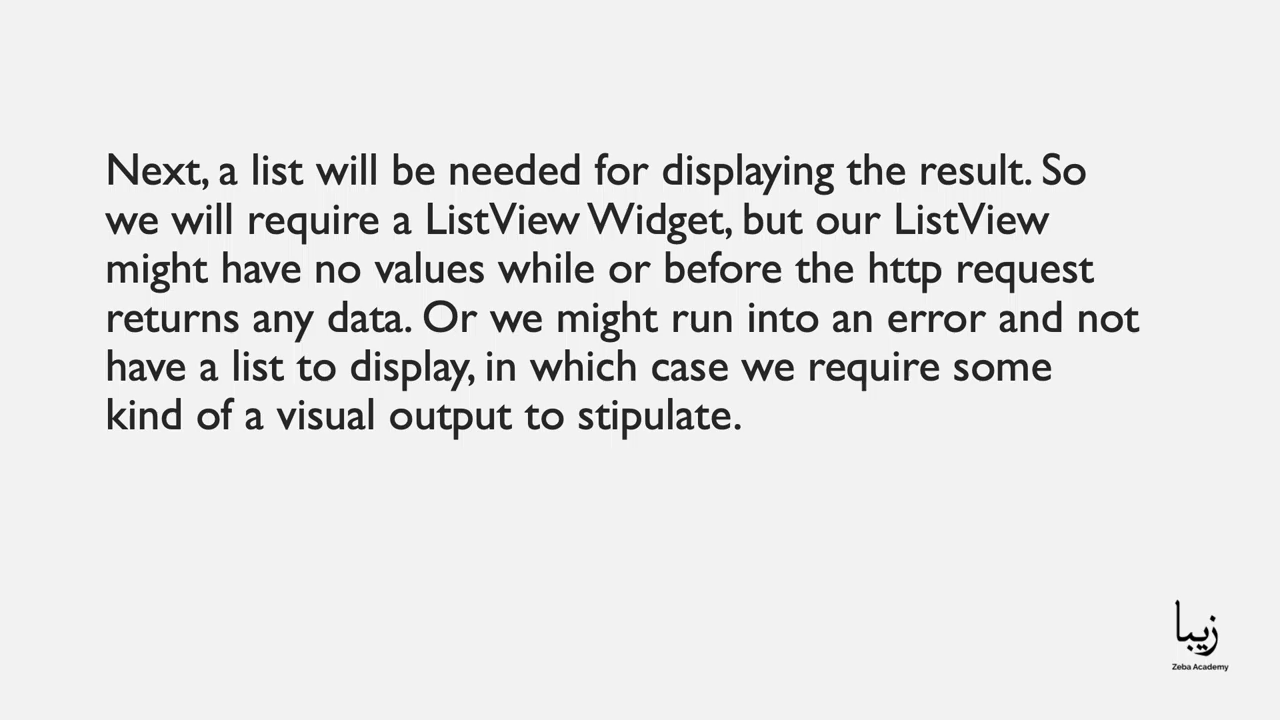 Next, a list will be needed for displaying the result. So
we will require a ListView Widget, but our ListView
might have no values while or before the http request
returns any data. Or we might run into an error and not
have a list to display, in which case we require some
kind of a visual output to stipulate.
زيبا
Zeba Academy